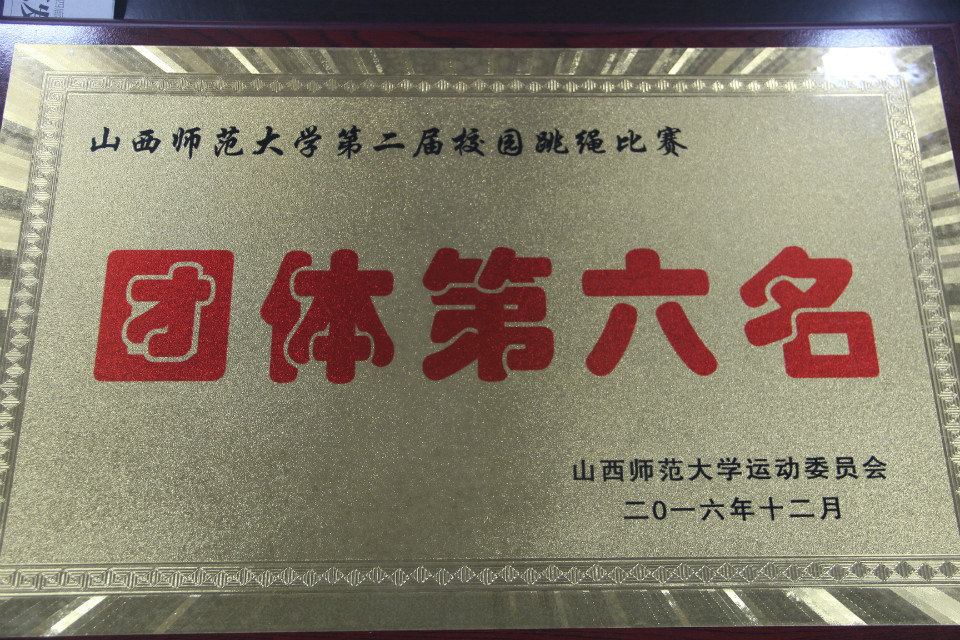 山西师范大学第二届校园跳绳比赛
团体第六名
山西师范大学运动委员会
二0一六年十二月